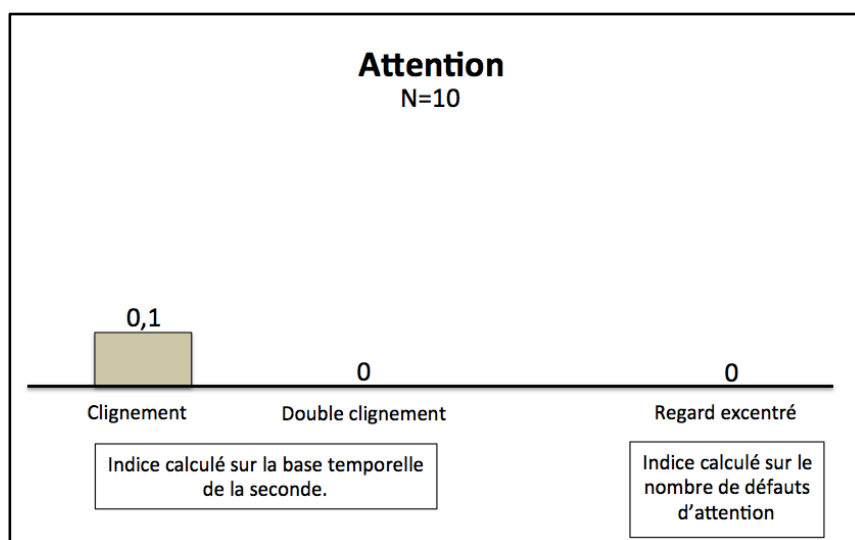 Attention
N=10
0,1
0
0
Clignement
Double clignement
Regard excentré
Indice calculé sur la base temporelle
de la seconde.
Indice calculé sur le
nombre de défauts
d'attention